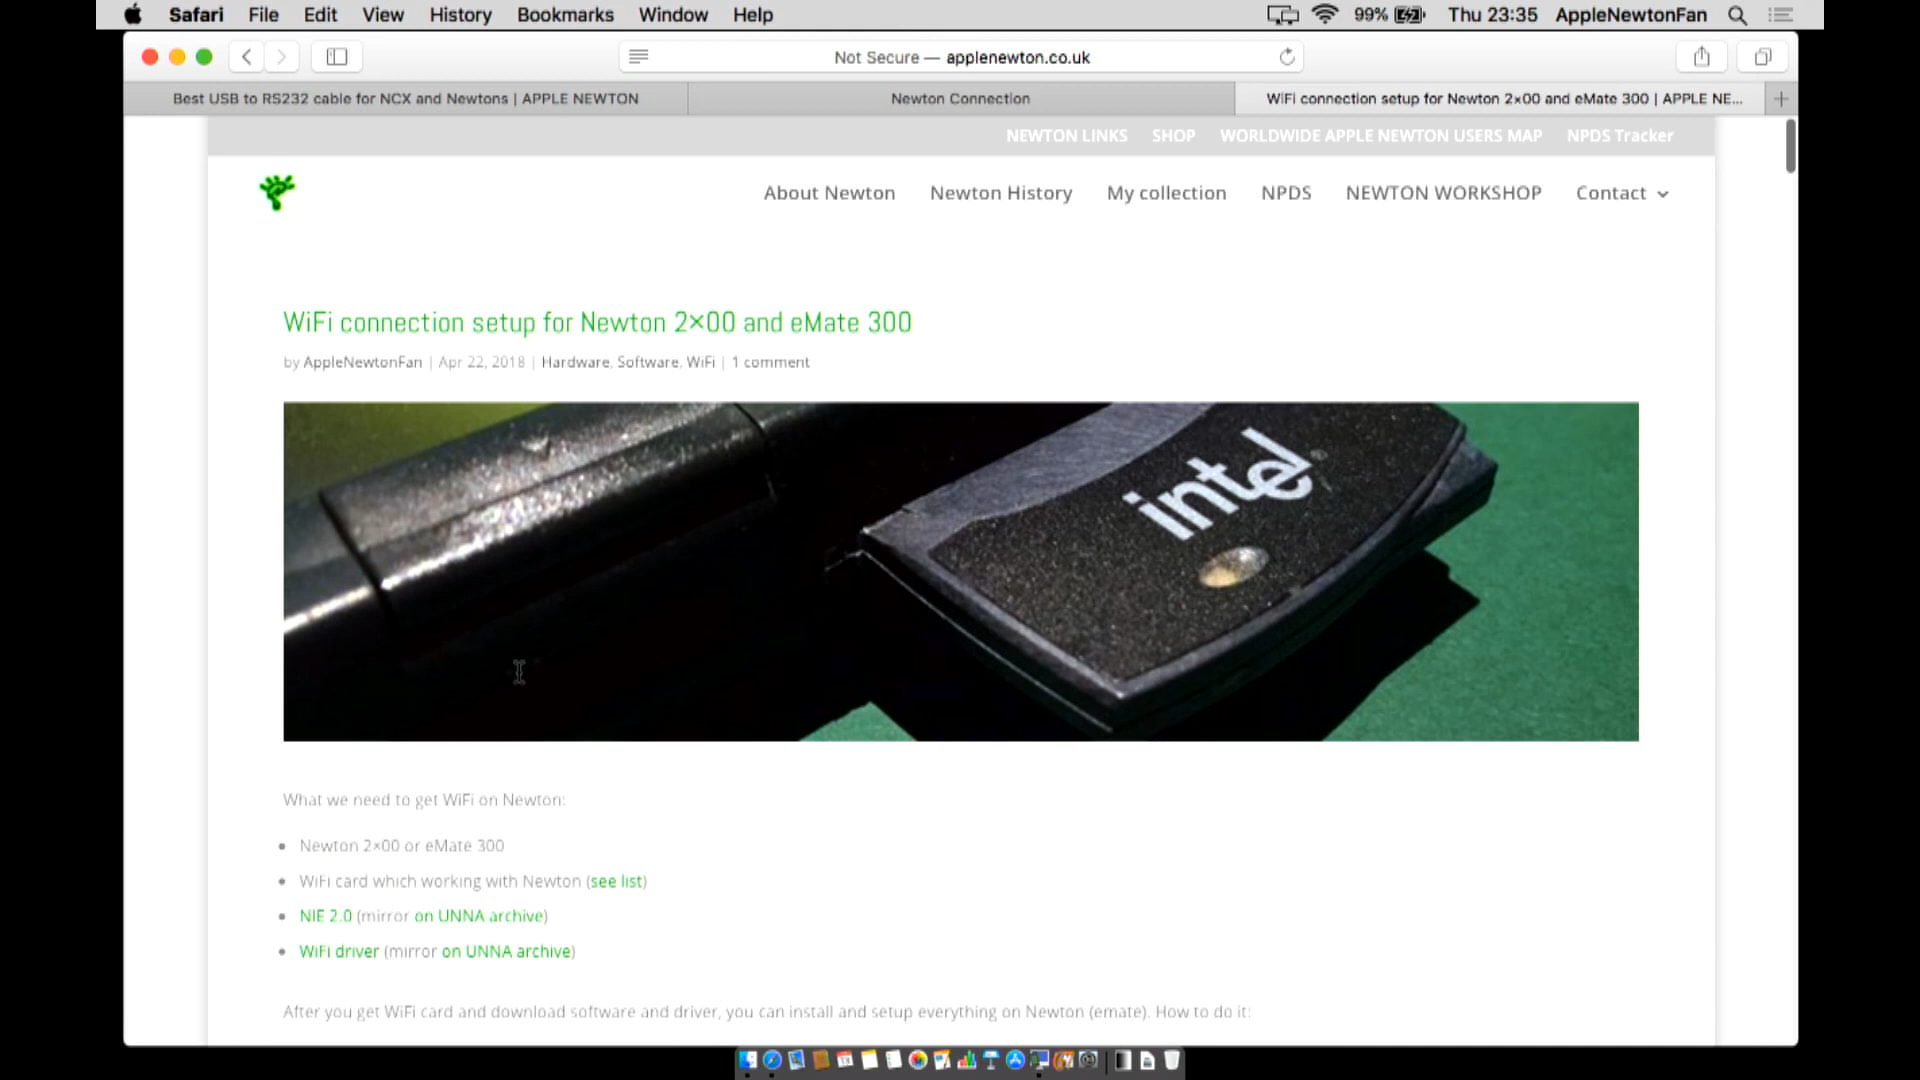 Safari File Edit View History Bookmarks Window Help 99% Thu 23:35 AppleNewtonFan
Not Secure — applenewton.co.uk
Best USB to RS232 cable for NCX and Newtons | APPLE NEWTON
Newton Connection
WiFi connection setup for Newton 2×00 and eMate 300 | APPLE NE...
NEWTON LINKS SHOP WORLDWIDE APPLE NEWTON USERS MAP NPDS Tracker
About Newton Newton History My collection NPDS NEWTON WORKSHOP Contact
WiFi connection setup for Newton 2×00 and eMate 300
by AppleNewtonFan | Apr 22, 2018 | Hardware, Software, WiFi | 1 comment
intel
What we need to get WiFi on Newton:
• Newton 2×00 or eMate 300
• WiFi card which working with Newton (see list)
• NIE 2.0 (mirror on UNNA archive)
• WiFi driver (mirror on UNNA archive)
After you get WiFi card and download software and driver, you can install and setup everything on Newton (emate). How to do it: